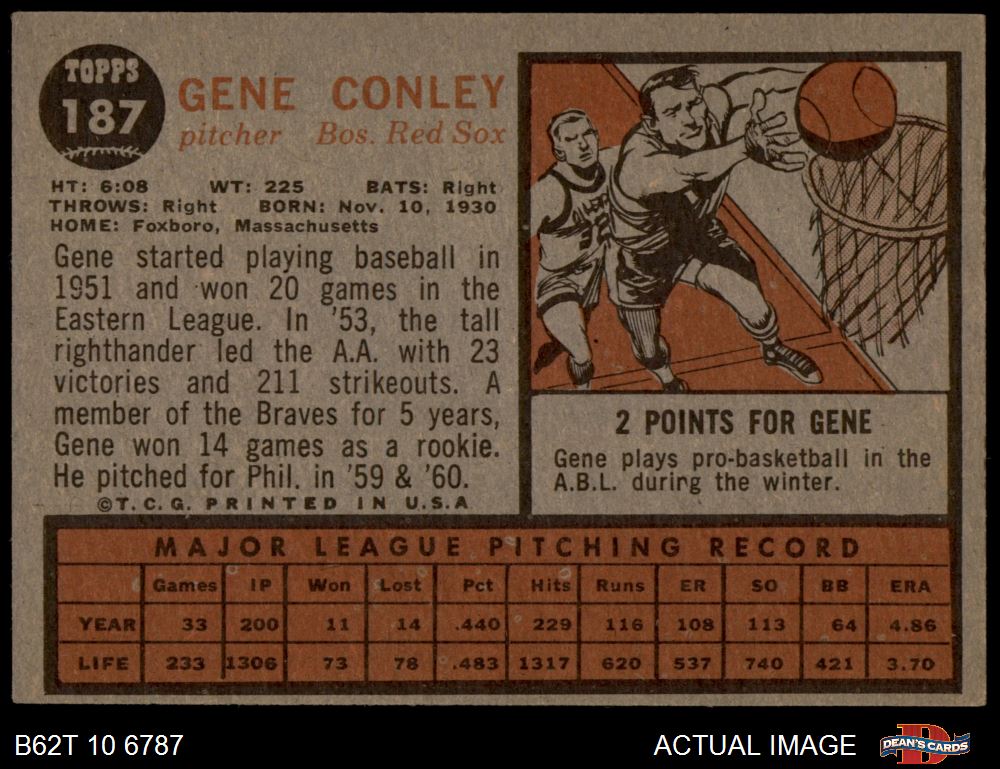 TOPPS
187
GENE CONLEY
pitcher Bos. Red Sox
HT: 6:08 WT: 225 BATS: Right
THROWS: Right BORN: Nov. 10, 1930
HOME: Foxboro, Massachusetts
Gene started playing baseball in
1951 and won 20 games in the
Eastern League. In '53, the tall
righthander led the A.A. with 23
victories and 211 strikeouts. A
member of the Braves for 5 years,
Gene won 14 games as a rookie.
He pitched for Phil. in '59 & '60.
©T.C.G. PRINTED IN U.S.A
2 POINTS FOR GENE
Gene plays pro-basketball in the
A.B.L. during the winter.
MAJOR LEAGUE PITCHING RECORD
Games IP Won Lost Pct Hits Runs ER SO BB ERA
YEAR 33 200 11 14 .440 229 116 108 113 64 4.86
LIFE 233 1306 73 78 .483 1317 620 537 740 421 3.70
B62T 10 6787
ACTUAL IMAGE
DEAN'S CARDS